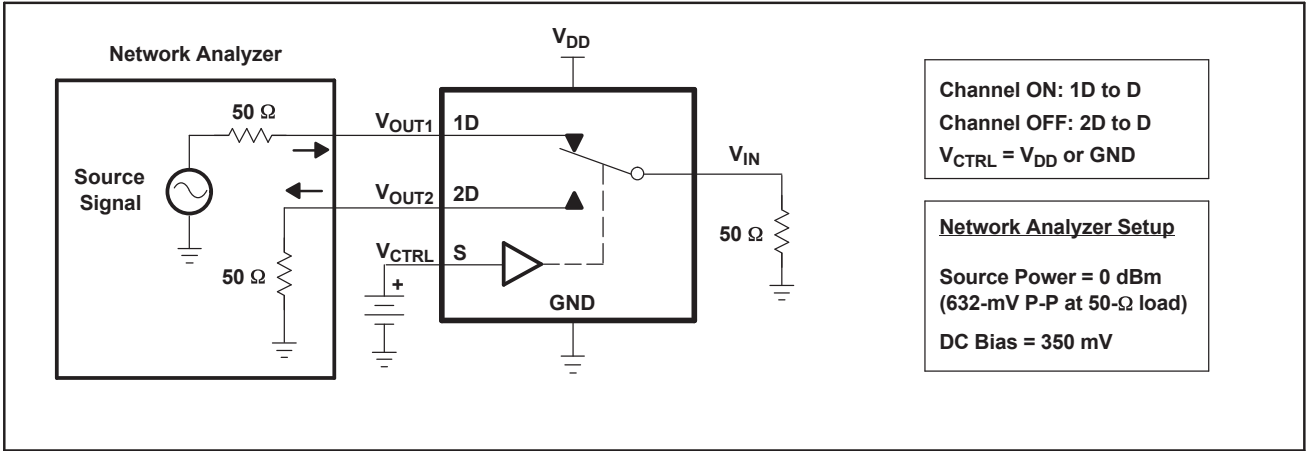 Network Analyzer
50 Ω
Source
Signal
50 Ω
V_OUT1
V_OUT2
V_CTRL
+
V_DD
1D
2D
S
GND
V_IN
50 Ω
Channel ON: 1D to D
Channel OFF: 2D to D
V_CTRL = V_DD or GND
Network Analyzer Setup
Source Power = 0 dBm
(632-mV P-P at 50-Ω load)
DC Bias = 350 mV